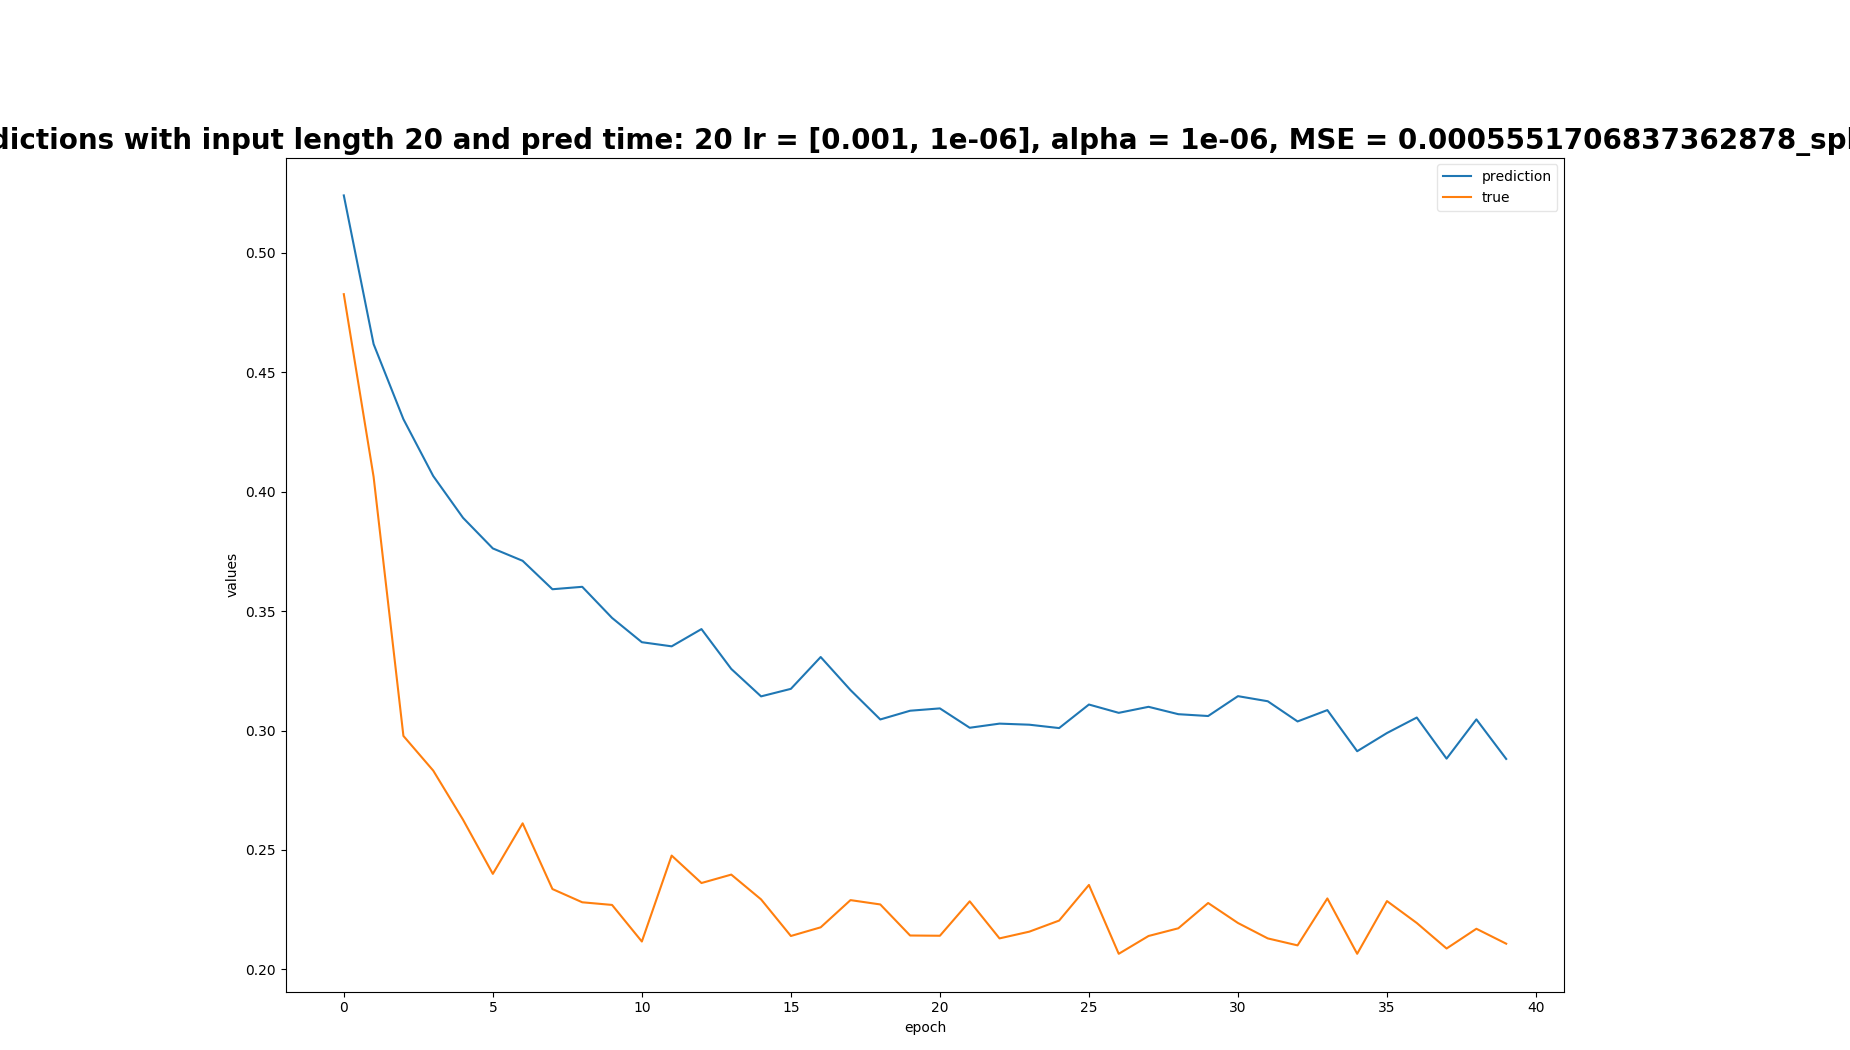 dictions with input length 20 and pred time: 20 lr = [0.001, 1e-06], alpha = 1e-06, MSE = 0.0005551706837362878_spl
prediction
true
0.50
0.45
0.40
0.35
0.30
0.25
0.20
values
0 5 10 15 20 25 30 35 40
epoch